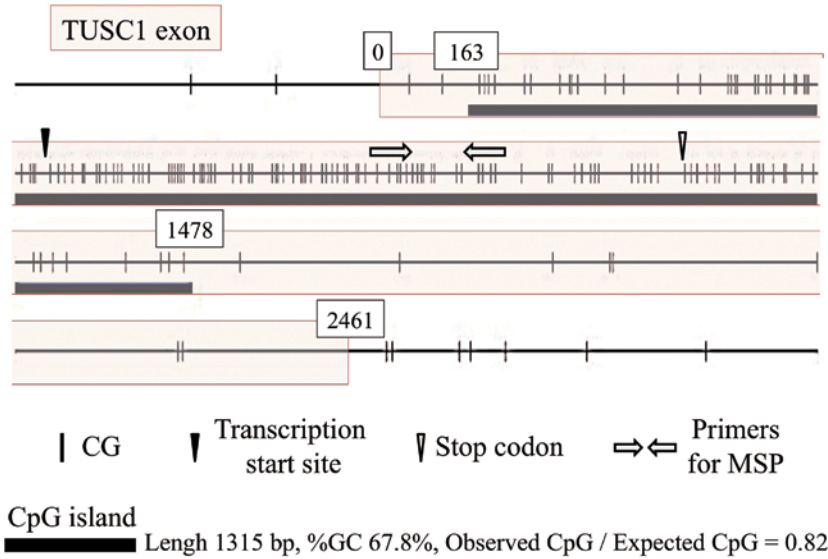 TUSC1 exon
0
163
1478
2461
CG
Transcription
start site
Stop codon
Primers
for MSP
CpG island
Lengh 1315 bp, %GC 67.8%, Observed CpG / Expected CpG = 0.82